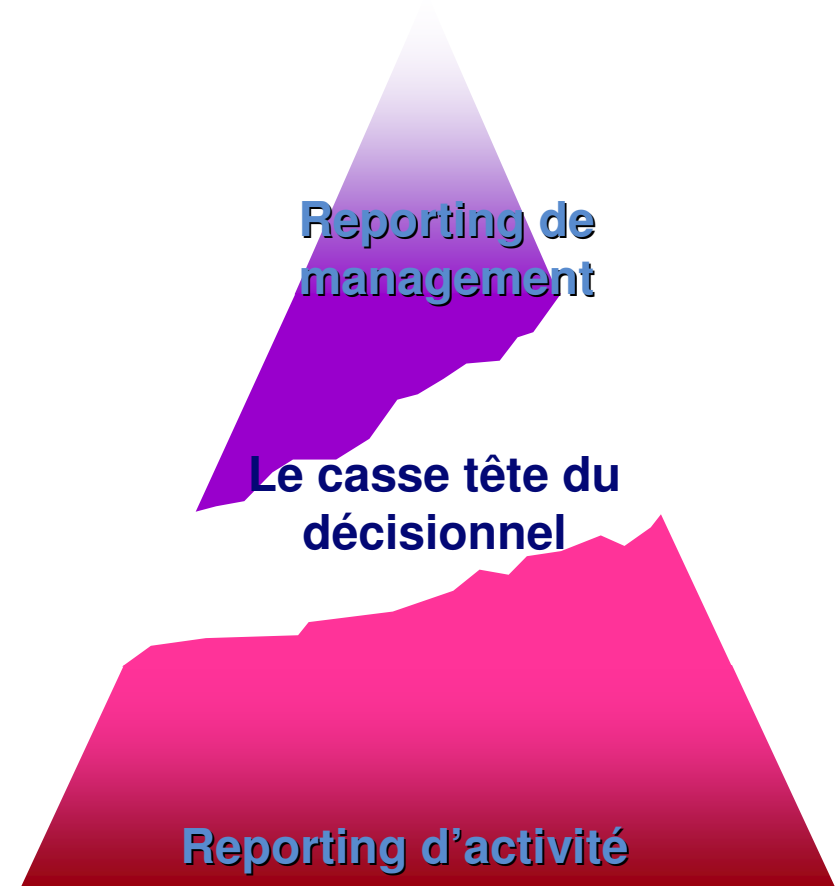 Reporting de
management
Le casse tête du
décisionnel
Reporting d’activité